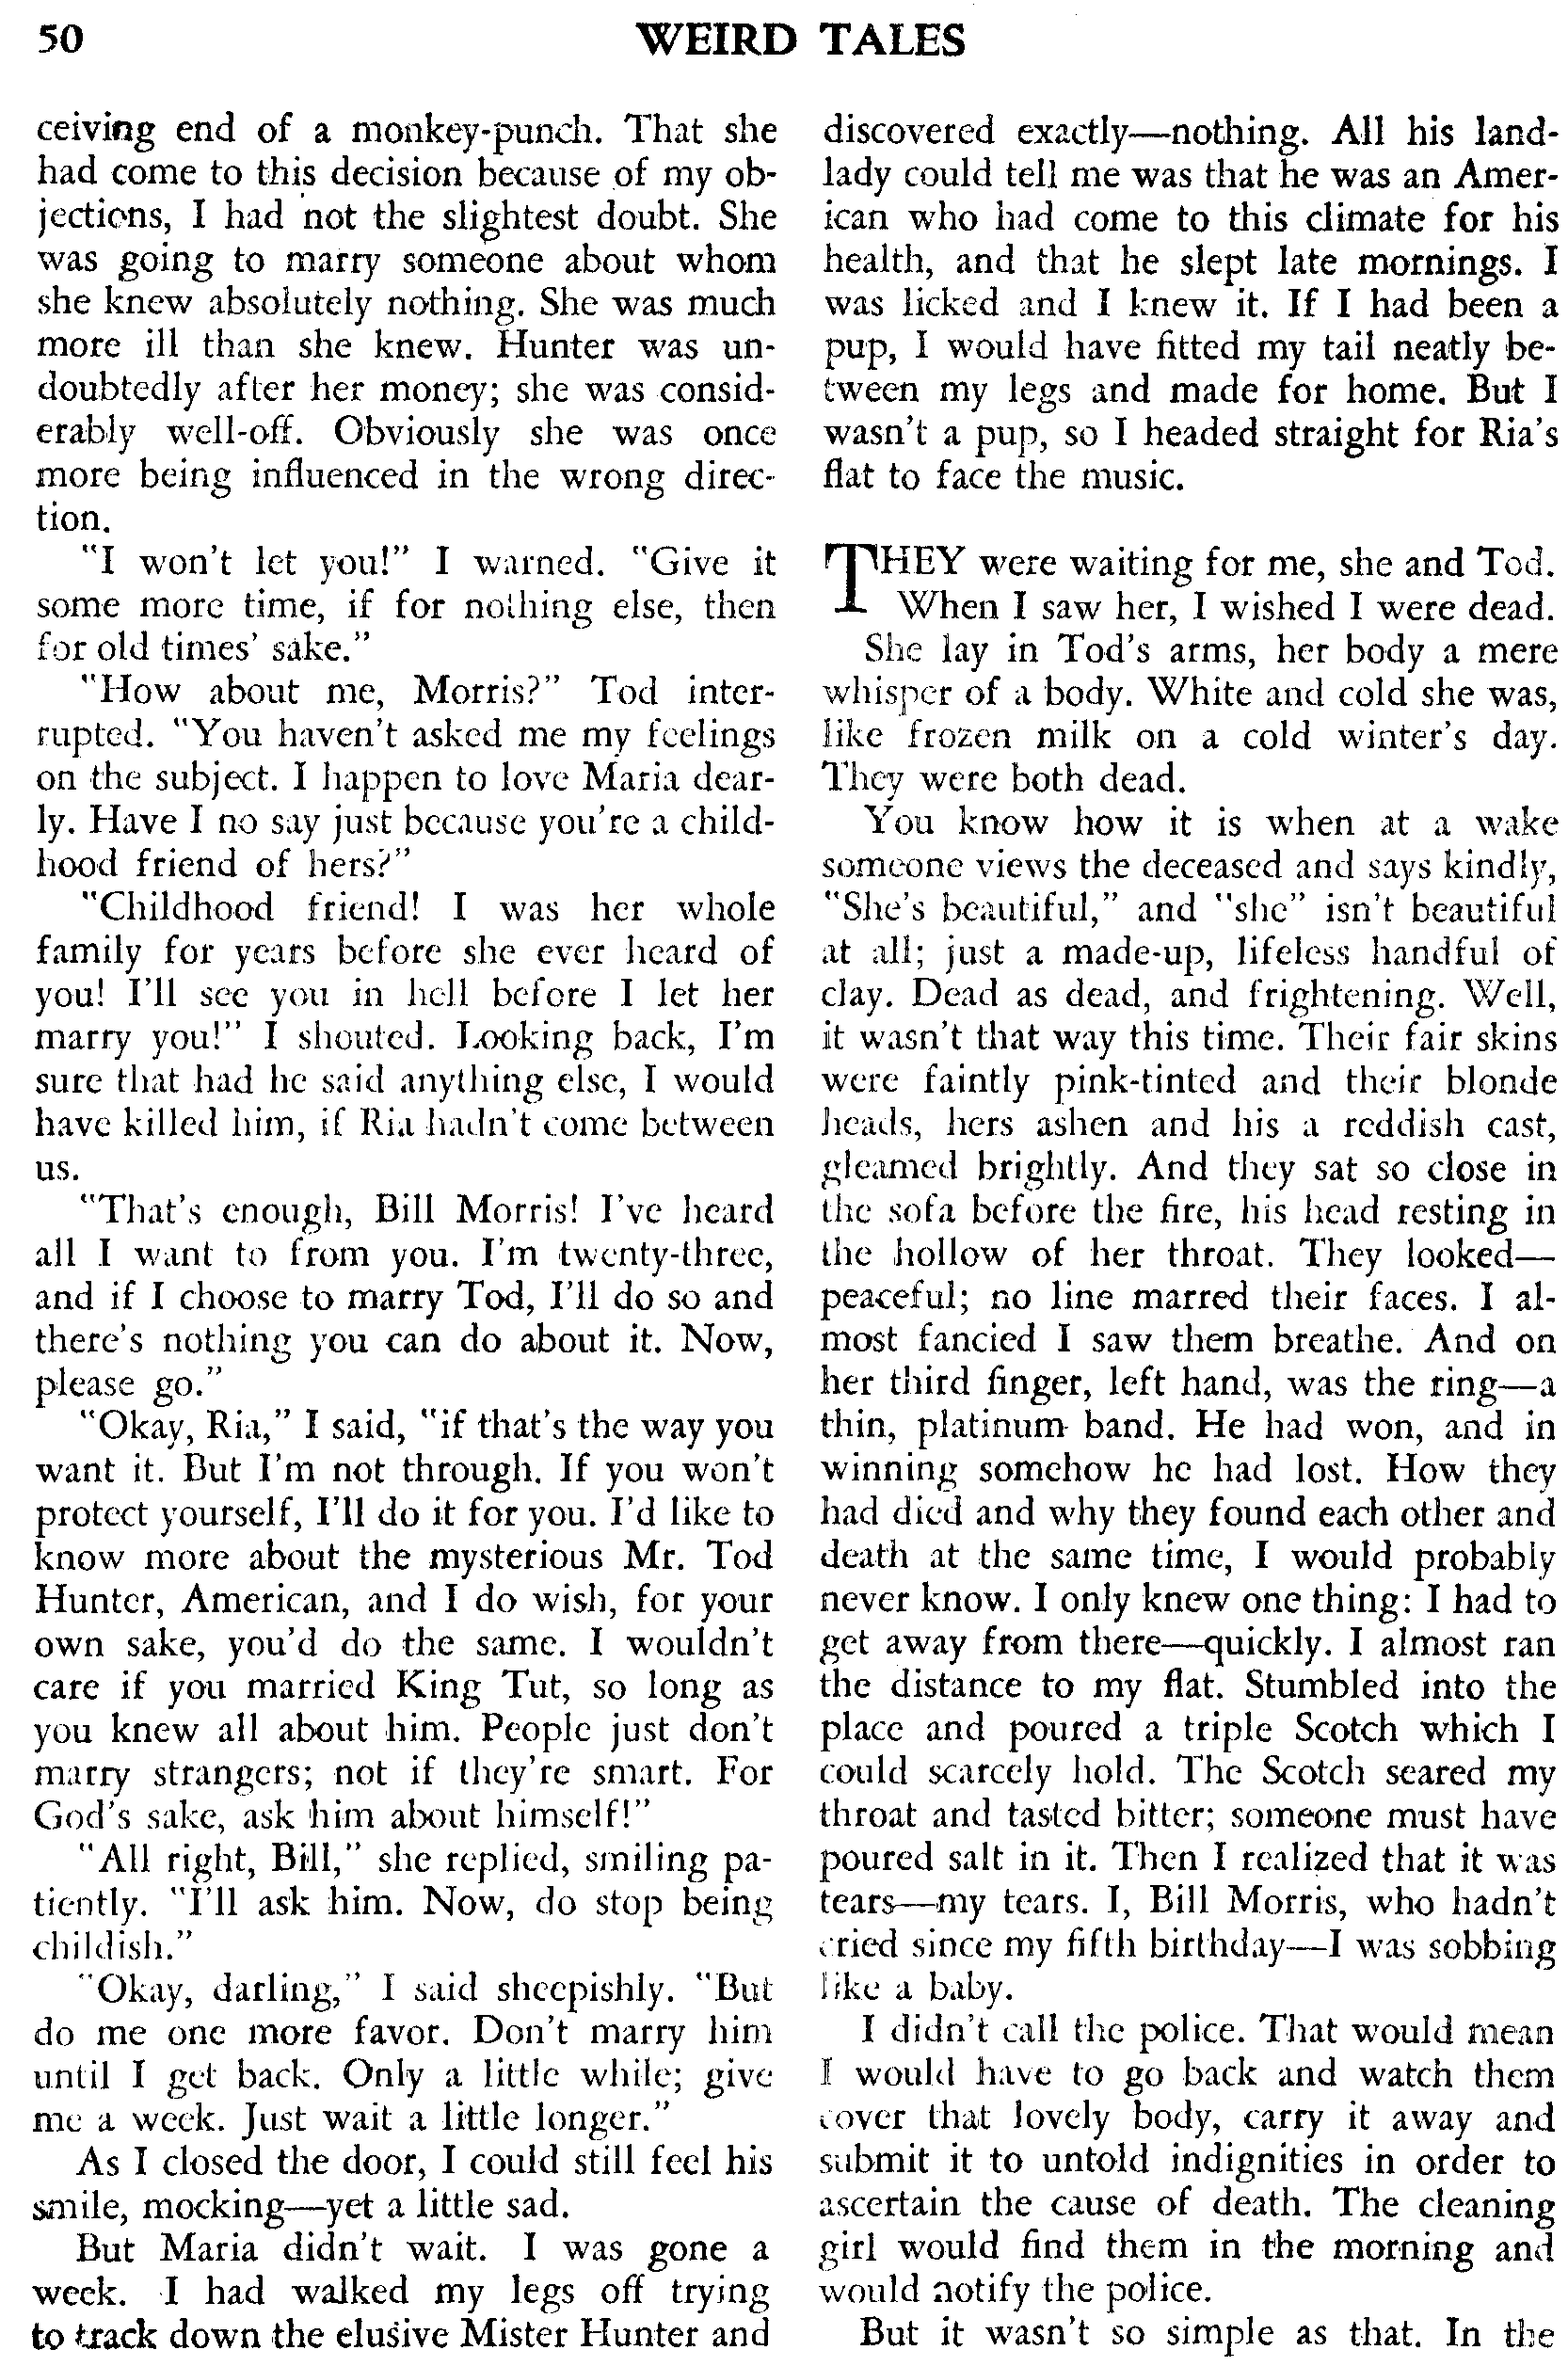 50
WEIRD TALES
ceiving end of a monkey-punch. That she
had come to this decision because of my ob-
jections, I had not the slightest doubt. She
was going to marry someone about whom
she knew absolutely nothing. She was much
more ill than she knew. Hunter was un-
doubtedly after her money; she was consid-
erably well-off. Obviously she was once
more being influenced in the wrong direc-
tion.
"I won't let you!" I warned. "Give it
some more time, if for nothing else, then
for old times' sake."
"How about me, Morris?" Tod inter-
rupted. "You haven't asked me my feelings
on the subject. I happen to love Maria dear-
ly. Have I no say just because you're a child-
hood friend of hers?"
"Childhood friend! I was her whole
family for years before she ever heard of
you! I'll see you in hell before I let her
marry you!" I shouted. Looking back, I'm
sure that had he said anything else, I would
have killed him, if Ria hadn't come between
us.
"That's enough, Bill Morris! I've heard
all I want to from you. I'm twenty-three,
and if I choose to marry Tod, I'll do so and
there's nothing you can do about it. Now,
please go."
"Okay, Ria," I said, "if that's the way you
want it. But I'm not through. If you won't
protect yourself, I'll do it for you. I'd like to
know more about the mysterious Mr. Tod
Hunter, American, and I do wish, for your
own sake, you'd do the same. I wouldn't
care if you married King Tut, so long as
you knew all about him. People just don't
marry strangers; not if they're smart. For
God's sake, ask him about himself!"
"All right, Bill," she replied, smiling pa-
tiently. "I'll ask him. Now, do stop being
childish."
"Okay, darling," I said sheepishly. "But
do me one more favor. Don't marry him
until I get back. Only a little while; give
me a week. Just wait a little longer."
As I closed the door, I could still feel his
smile, mocking—yet a little sad.
But Maria didn't wait. I was gone a
week. I had walked my legs off trying
to track down the elusive Mister Hunter and
discovered exactly—nothing. All his land-
lady could tell me was that he was an Amer-
ican who had come to this climate for his
health, and that he slept late mornings. I
was licked and I knew it. If I had been a
pup, I would have fitted my tail neatly be-
tween my legs and made for home. But I
wasn't a pup, so I headed straight for Ria's
flat to face the music.
THEY were waiting for me, she and Tod.
When I saw her, I wished I were dead.
She lay in Tod's arms, her body a mere
whisper of a body. White and cold she was,
like frozen milk on a cold winter's day.
They were both dead.
You know how it is when at a wake
someone views the deceased and says kindly,
"She's beautiful," and "she" isn't beautiful
at all; just a made-up, lifeless handful of
clay. Dead as dead, and frightening. Well,
it wasn't that way this time. Their fair skins
were faintly pink-tinted and their blonde
heads, hers ashen and his a reddish cast,
gleamed brightly. And they sat so close in
the sofa before the fire, his head resting in
the hollow of her throat. They looked—
peaceful; no line marred their faces. I al-
most fancied I saw them breathe. And on
her third finger, left hand, was the ring—a
thin, platinum band. He had won, and in
winning somehow he had lost. How they
had died and why they found each other and
death at the same time, I would probably
never know. I only knew one thing: I had to
get away from there—quickly. I almost ran
the distance to my flat. Stumbled into the
place and poured a triple Scotch which I
could scarcely hold. The Scotch seared my
throat and tasted bitter; someone must have
poured salt in it. Then I realized that it was
tears—my tears. I, Bill Morris, who hadn't
cried since my fifth birthday—I was sobbing
like a baby.
I didn't call the police. That would mean
I would have to go back and watch them
cover that lovely body, carry it away and
submit it to untold indignities in order to
ascertain the cause of death. The cleaning
girl would find them in the morning and
would notify the police.
But it wasn't so simple as that. In the